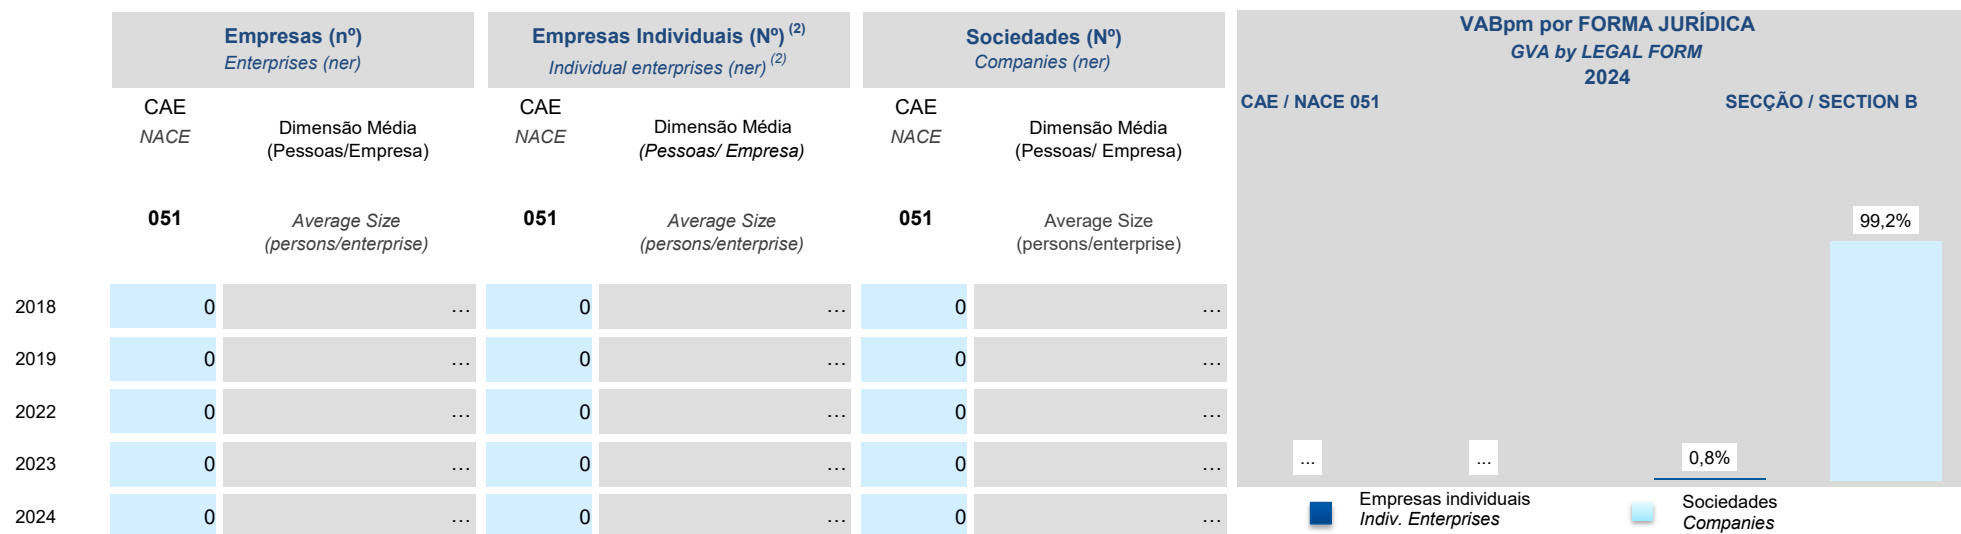 Empresas (nº)
Enterprises (ner)
Empresas Individuais (Nº) (2)
Individual enterprises (ner) (2)
Sociedades (Nº)
Companies (ner)
VABpm por FORMA JURÍDICA
GVA by LEGAL FORM
2024
CAE / NACE 051
SECÇÃO / SECTION B
CAE
NACE
Dimensão Média
(Pessoas/Empresa)
CAE
NACE
Dimensão Média
(Pessoas/ Empresa)
CAE
NACE
Dimensão Média
(Pessoas/ Empresa)
051
Average Size
(persons/enterprise)
051
Average Size
(persons/enterprise)
051
Average Size
(persons/enterprise)
99,2%
2018 0 ... 0 ... 0 ...
2019 0 ... 0 ... 0 ...
2022 0 ... 0 ... 0 ...
2023 0 ... 0 ... 0 ...
... ... 0,8%
2024 0 ... 0 ... 0 ...
Empresas individuais
Indiv. Enterprises
Sociedades
Companies